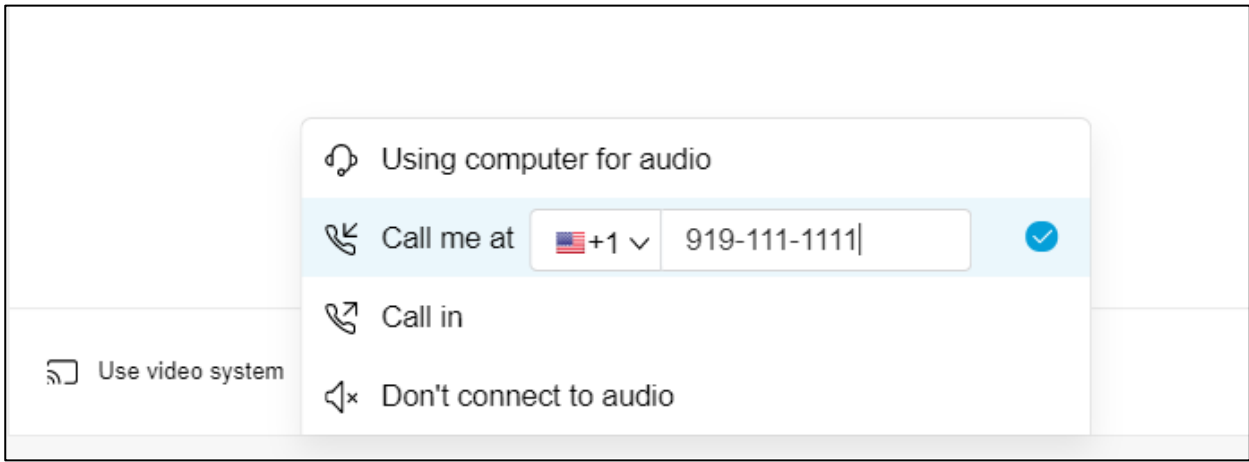 Using computer for audio
Call me at +1 919-111-1111
Call in
Use video system
Don't connect to audio